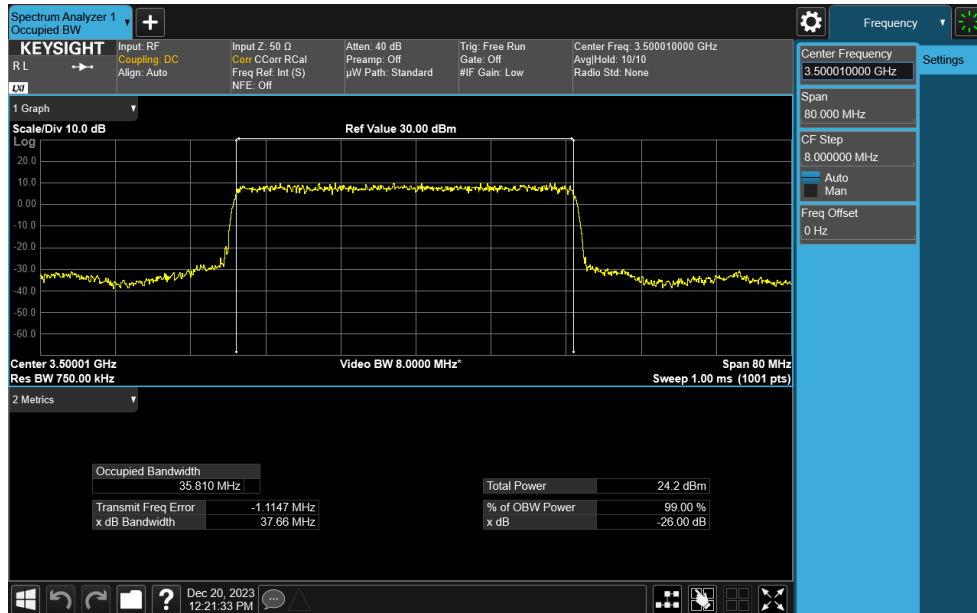 Spectrum Analyzer 1
Occupied BW
Frequency
KEYSIGHT
R L
LXI
Input: RF
Coupling: DC
Align: Auto
Input Z: 50 Ω
Corr CCorr RCal
Freq Ref: Int (S)
NFE: Off
Atten: 40 dB
Preamp: Off
µW Path: Standard
Trig: Free Run
Gate: Off
#IF Gain: Low
Center Freq: 3.500010000 GHz
Avg|Hold: 10/10
Radio Std: None
Center Frequency
3.500010000 GHz
Settings
Span
80.000 MHz
CF Step
8.000000 MHz
Auto
Man
Freq Offset
0 Hz
1 Graph
Scale/Div 10.0 dB
Ref Value 30.00 dBm
Log
20.0
10.0
0.00
-10.0
-20.0
-30.0
-40.0
-50.0
-60.0
Center 3.50001 GHz
Video BW 8.0000 MHz*
Span 80 MHz
Res BW 750.00 kHz
Sweep 1.00 ms (1001 pts)
2 Metrics
Occupied Bandwidth
35.810 MHz
Total Power 24.2 dBm
Transmit Freq Error -1.1147 MHz
% of OBW Power 99.00 %
x dB Bandwidth 37.66 MHz
x dB -26.00 dB
?
Dec 20, 2023
12:21:33 PM